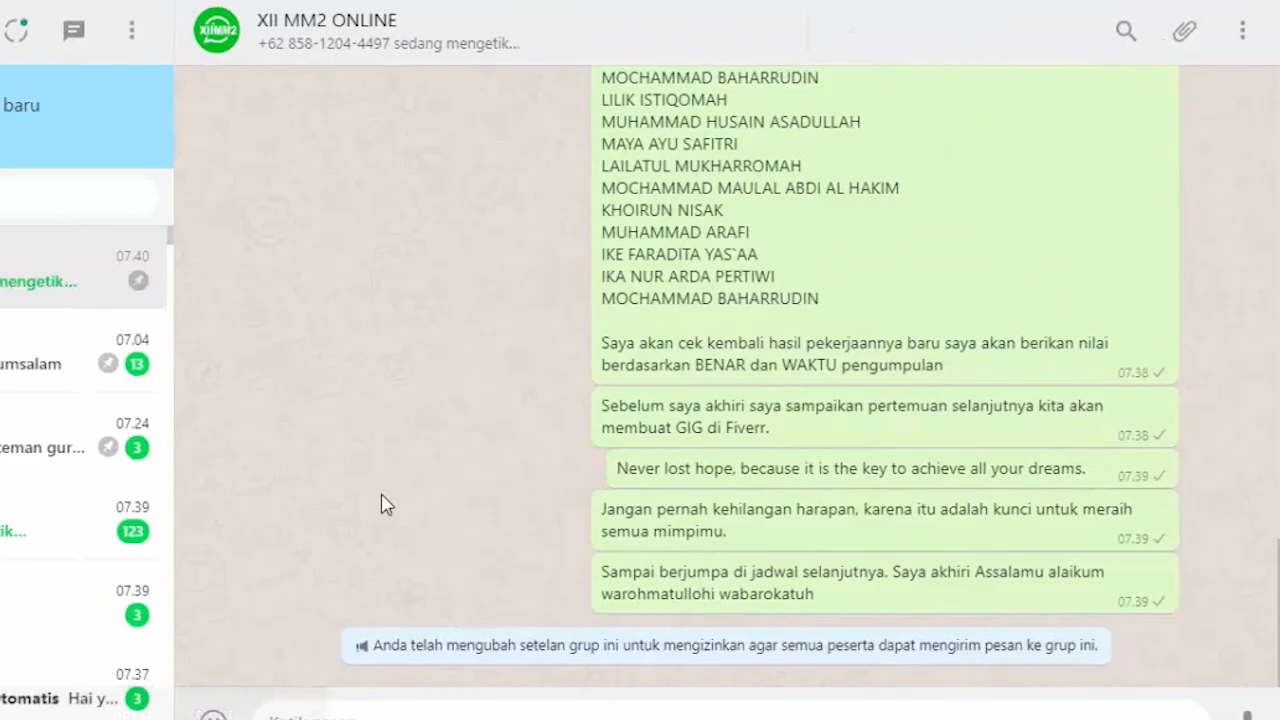 XIIMM2
XII MM2 ONLINE
+62 858-1204-4497 sedang mengetik...
baru
07.40
mengetik...
07.04
umsalam
13
07.24
teman gur...
3
07.39
ik...
123
07.39
3
07.37
tomatis Hai y...
3
MOCHAMMAD BAHARRUDIN
LILIK ISTIQOMAH
MUHAMMAD HUSAIN ASADULLAH
MAYA AYU SAFITRI
LAILATUL MUKHARROMAH
MOCHAMMAD MAULAL ABDI AL HAKIM
KHOIRUN NISAK
MUHAMMAD ARAFI
IKE FARADITA YAS`AA
IKA NUR ARDA PERTIWI
MOCHAMMAD BAHARRUDIN
Saya akan cek kembali hasil pekerjaannya baru saya akan berikan nilai
berdasarkan BENAR dan WAKTU pengumpulan
07.38
Sebelum saya akhiri saya sampaikan pertemuan selanjutnya kita akan
membuat GIG di Fiverr.
07.38
Never lost hope, because it is the key to achieve all your dreams.
07.39
Jangan pernah kehilangan harapan, karena itu adalah kunci untuk meraih
semua mimpimu.
07.39
Sampai berjumpa di jadwal selanjutnya. Saya akhiri Assalamu alaikum
warohmatullohi wabarokatuh
07.39
Anda telah mengubah setelan grup ini untuk mengizinkan agar semua peserta dapat mengirim pesan ke grup ini.